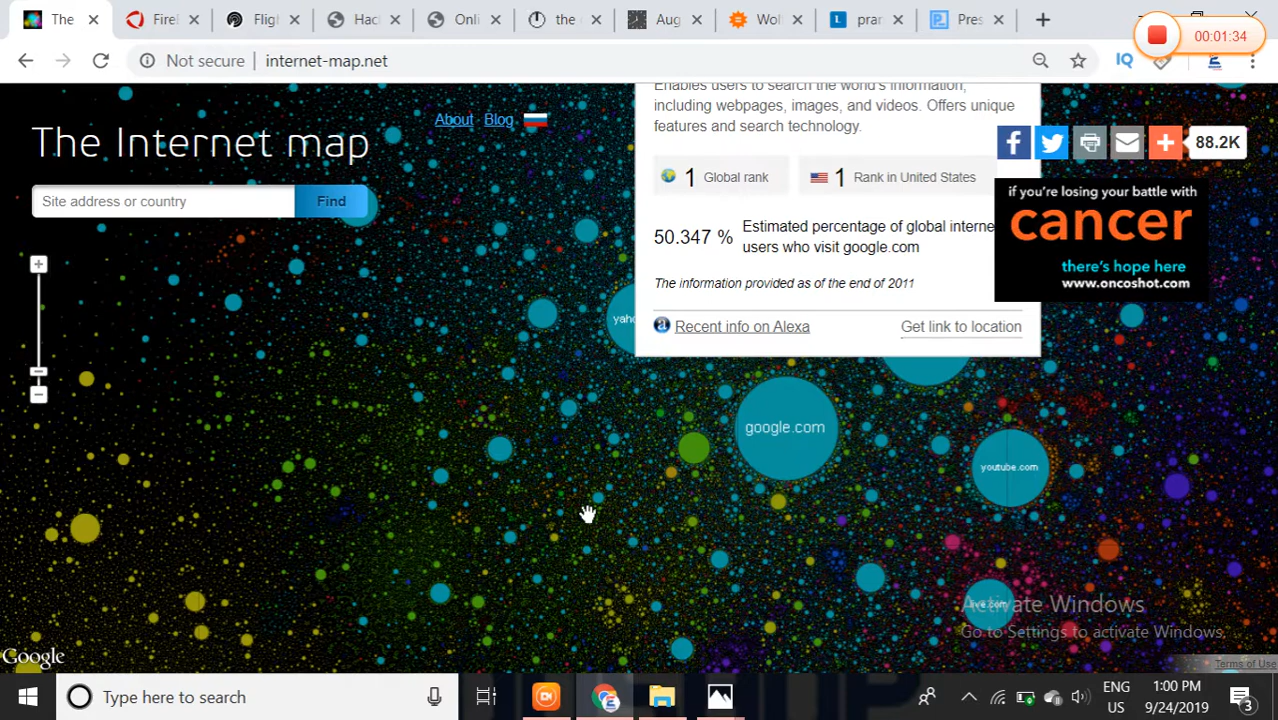 The
Firel
Flig
Hac
Onli
the
Aug
Wol
pran
Pres
00:01:34
Not secure
internet-map.net
IQ
The Internet map
About Blog
Site address or country
Find
Enables users to search the world's information,
including webpages, images, and videos. Offers unique
features and search technology.
1 Global rank
1 Rank in United States
50.347 %
Estimated percentage of global interne
users who visit google.com
The information provided as of the end of 2011
Recent info on Alexa
Get link to location
88.2K
if you're losing your battle with
cancer
there's hope here
www.oncoshot.com
yaho
google.com
youtube.com
live.com
Activate Windows
Go to Settings to activate Windows.
Google
Terms of Use
Type here to search
ENG
US
1:00 PM
9/24/2019
3